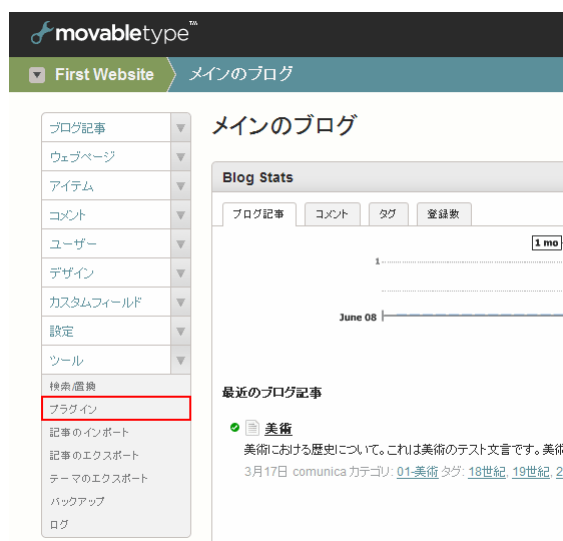 movabletype™
First Website
メインのブログ
ブログ記事
ウェブページ
アイテム
コメント
ユーザー
デザイン
カスタムフィールド
設定
ツール
検索/置換
プラグイン
記事のインポート
記事のエクスポート
テーマのエクスポート
バックアップ
ログ
メインのブログ
Blog Stats
ブログ記事 コメント タグ 登録数
1 mo
1
June 08
最近のブログ記事
美術
美術における歴史について。これは美術のテスト文言です。美術
3月17日 comunica カテゴリ: 01-美術 タグ: 18世紀, 19世紀, 2